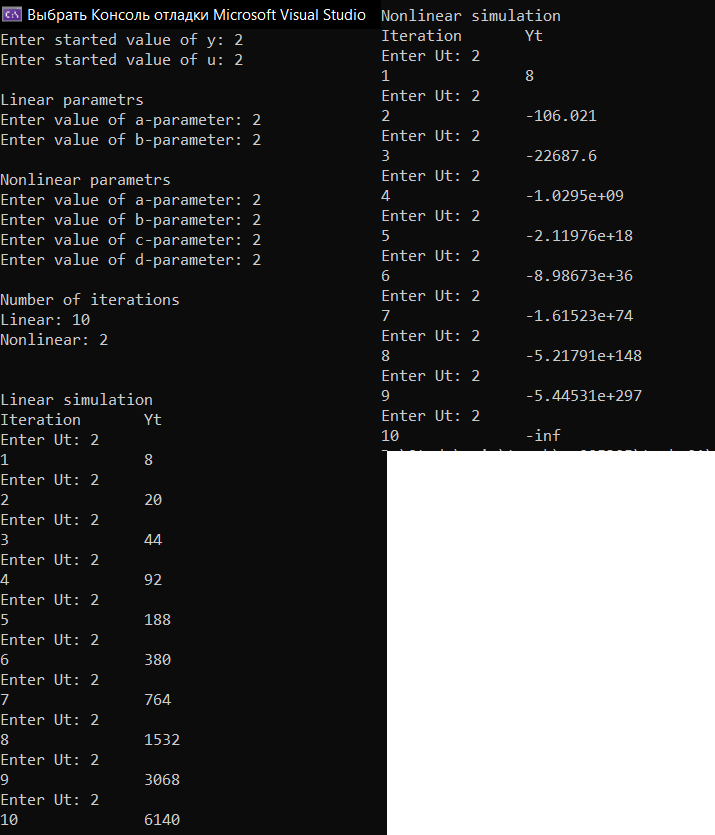 Выбрать Консоль отладки Microsoft Visual Studio
Enter started value of y: 2
Enter started value of u: 2
Linear parametrs
Enter value of a-parameter: 2
Enter value of b-parameter: 2
Nonlinear parametrs
Enter value of a-parameter: 2
Enter value of b-parameter: 2
Enter value of c-parameter: 2
Enter value of d-parameter: 2
Number of iterations
Linear: 10
Nonlinear: 2
Linear simulation
Iteration Yt
Enter Ut: 2
1 8
Enter Ut: 2
2 20
Enter Ut: 2
3 44
Enter Ut: 2
4 92
Enter Ut: 2
5 188
Enter Ut: 2
6 380
Enter Ut: 2
7 764
Enter Ut: 2
8 1532
Enter Ut: 2
9 3068
Enter Ut: 2
10 6140
Nonlinear simulation
Iteration Yt
Enter Ut: 2
1 8
Enter Ut: 2
2 -106.021
Enter Ut: 2
3 -22687.6
Enter Ut: 2
4 -1.0295e+09
Enter Ut: 2
5 -2.11976e+18
Enter Ut: 2
6 -8.98673e+36
Enter Ut: 2
7 -1.61523e+74
Enter Ut: 2
8 -5.21791e+148
Enter Ut: 2
9 -5.44531e+297
Enter Ut: 2
10 -inf